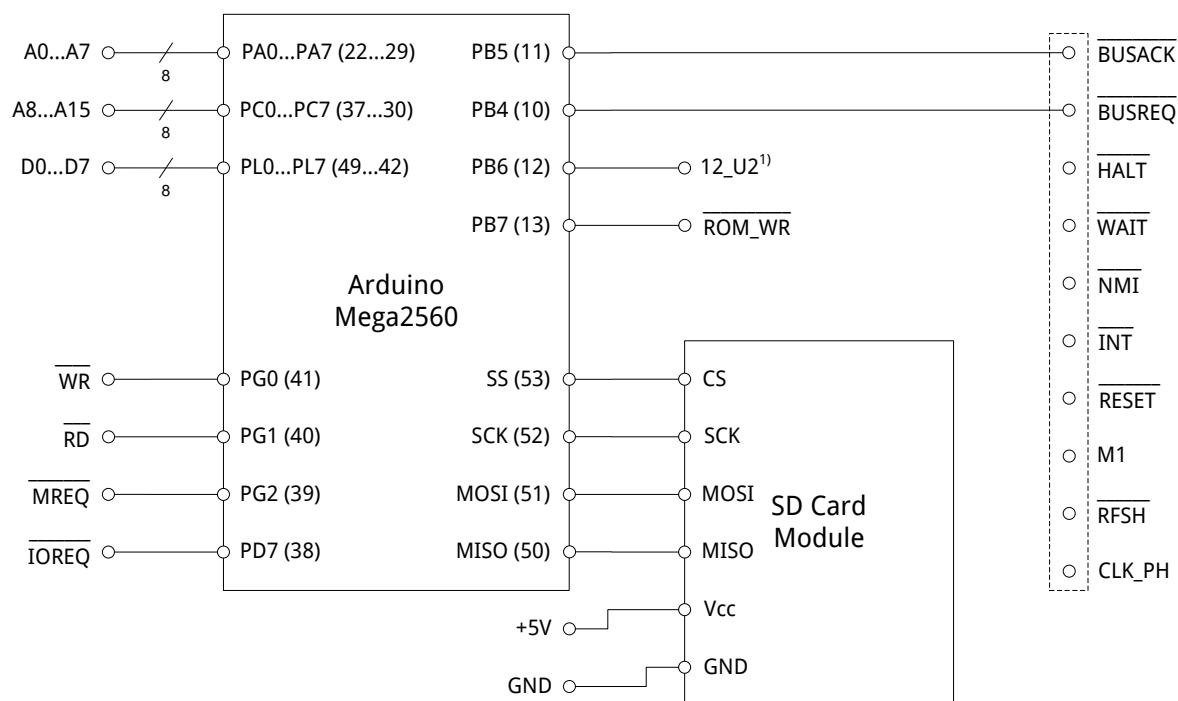 A0...A7
8
PA0...PA7 (22...29)
PB5 (11)
BUSACK
A8...A15
8
PC0...PC7 (37...30)
PB4 (10)
BUSREQ
D0...D7
8
PL0...PL7 (49...42)
PB6 (12)
12_U2¹⁾
HALT
PB7 (13)
ROM_WR
WAIT
Arduino
Mega2560
NMI
INT
WR
PG0 (41)
SS (53)
CS
RESET
RD
PG1 (40)
SCK (52)
SCK
M1
MREQ
PG2 (39)
MOSI (51)
MOSI
SD Card
Module
RFSH
IOREQ
PD7 (38)
MISO (50)
MISO
CLK_PH
+5V
Vcc
GND
GND